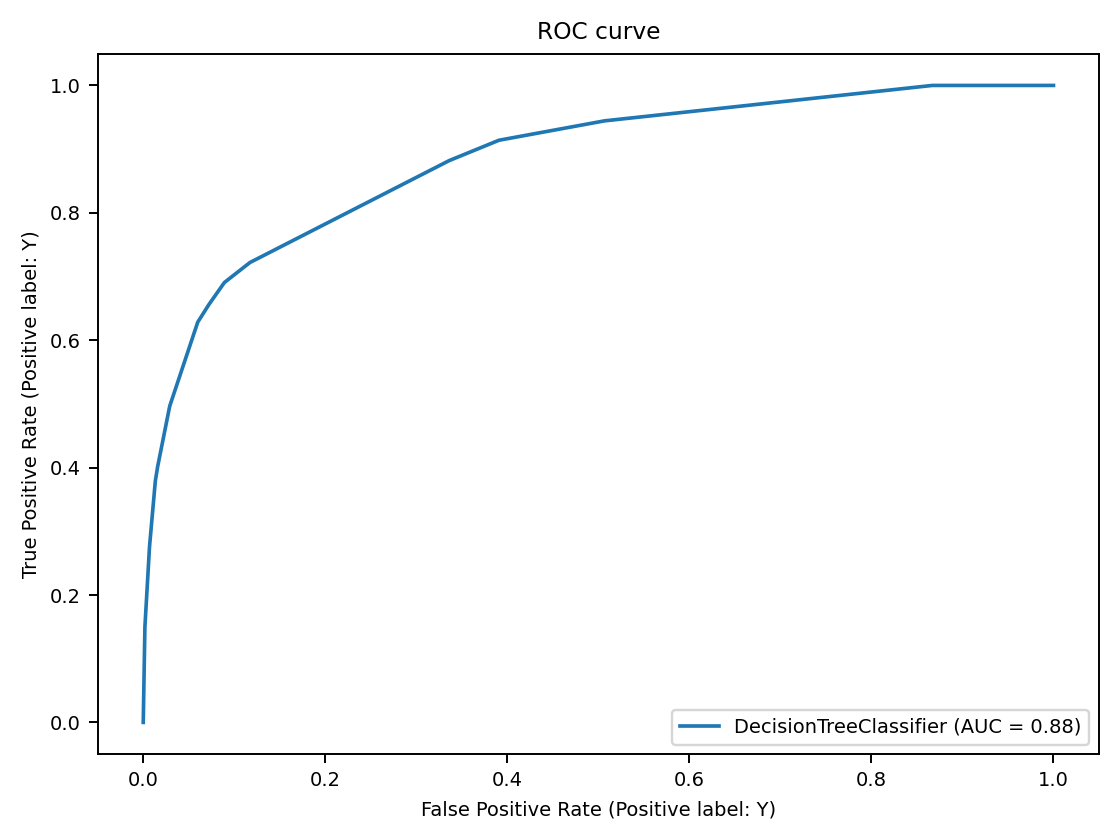 ROC curve
True Positive Rate (Positive label: Y)
1.0
0.8
0.6
0.4
0.2
0.0
0.0 0.2 0.4 0.6 0.8 1.0
False Positive Rate (Positive label: Y)
DecisionTreeClassifier (AUC = 0.88)